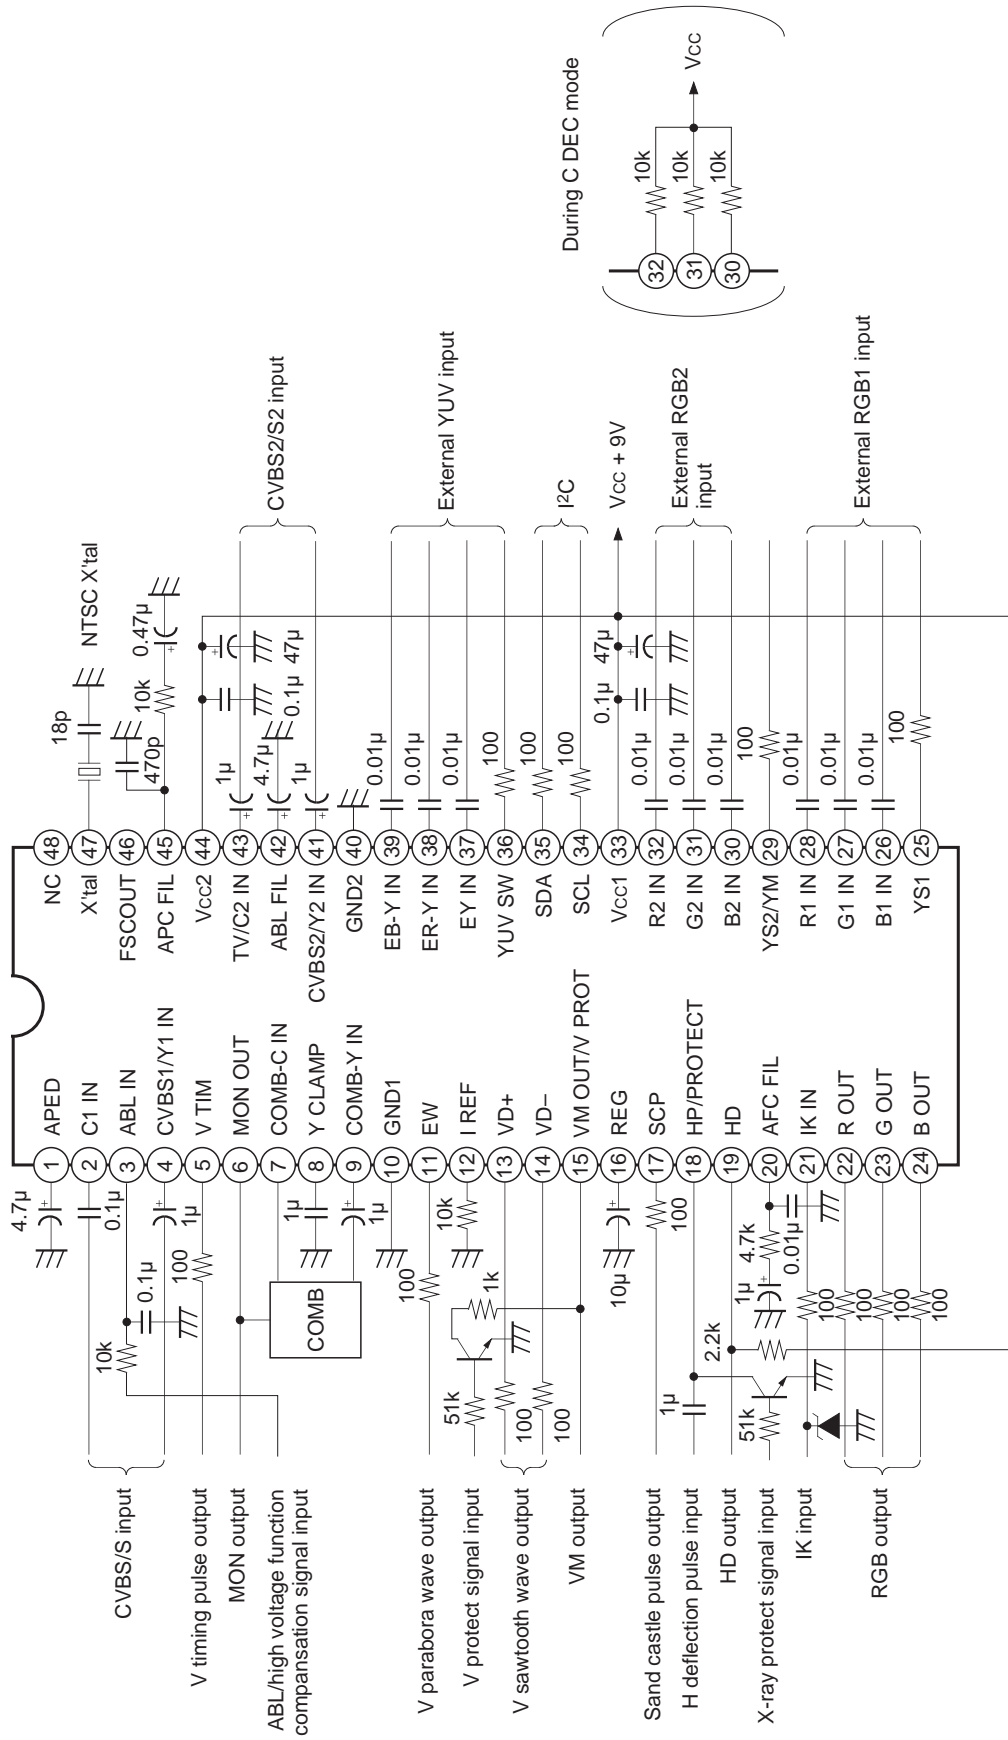 NC
X'tal
FSCOUT
APC FIL
VCC2
TV/C2 IN
ABL FIL
CVBS2/Y2 IN
GND2
EB-Y IN
ER-Y IN
EY IN
YUV SW
SDA
SCL
VCC1
R2 IN
G2 IN
B2 IN
YS2/YM
R1 IN
G1 IN
B1 IN
YS1
48
47
46
45
44
43
42
41
40
39
38
37
36
35
34
33
32
31
30
29
28
27
26
25
18p
NTSC X'tal
470p
10k
0.47µ
+
47µ
+
0.1µ
1µ
+
4.7µ
+
1µ
+
CVBS2/S2 input
0.01µ
0.01µ
0.01µ
100
External YUV input
100
100
I2C
0.1µ
47µ
+
VCC + 9V
0.01µ
0.01µ
0.01µ
External RGB2
input
100
0.01µ
0.01µ
0.01µ
100
External RGB1 input
During C DEC mode
32
31
30
10k
10k
10k
VCC
APED
C1 IN
ABL IN
CVBS1/Y1 IN
V TIM
MON OUT
COMB-C IN
Y CLAMP
COMB-Y IN
GND1
EW
I REF
VD+
VD–
VM OUT/V PROT
REG
SCP
HP/PROTECT
HD
AFC FIL
IK IN
R OUT
G OUT
B OUT
1
2
3
4
5
6
7
8
9
10
11
12
13
14
15
16
17
18
19
20
21
22
23
24
4.7µ
+
0.1µ
1µ
+
10k
0.1µ
100
COMB
1µ
1µ
+
100
10k
1k
51k
100
100
10µ
+
100
1µ
2.2k
51k
4.7k
1µ
+
0.01µ
100
100
100
100
CVBS/S input
V timing pulse output
MON output
ABL/high voltage function
compansation signal input
V parabora wave output
V protect signal input
V sawtooth wave output
VM output
Sand castle pulse output
H deflection pulse input
HD output
X-ray protect signal input
IK input
RGB output